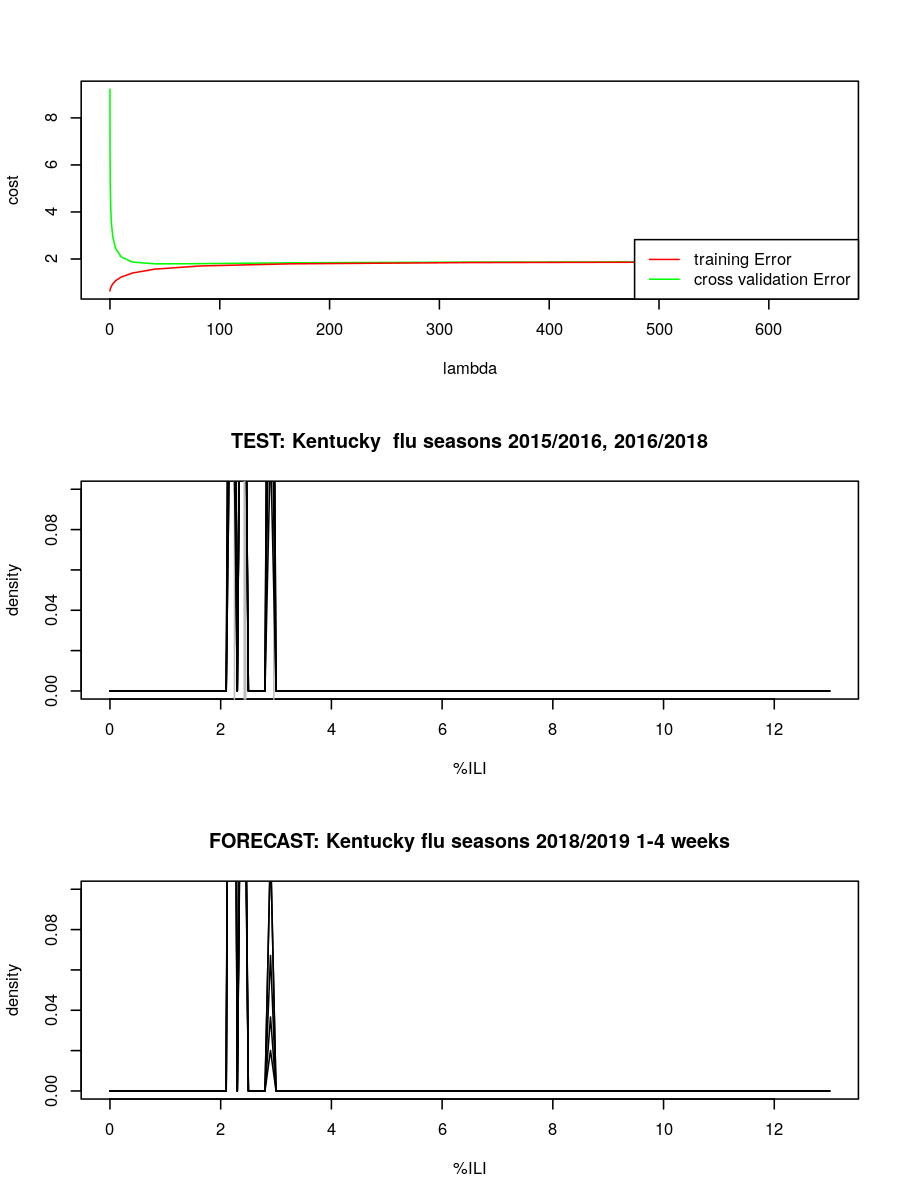 8
6
4
2
cost
training Error
cross validation Error
0 100 200 300 400 500 600
lambda
TEST: Kentucky  flu seasons 2015/2016, 2016/2018
0.08
0.04
0.00
density
0 2 4 6 8 10 12
%ILI
FORECAST: Kentucky flu seasons 2018/2019 1-4 weeks
0.08
0.04
0.00
density
0 2 4 6 8 10 12
%ILI